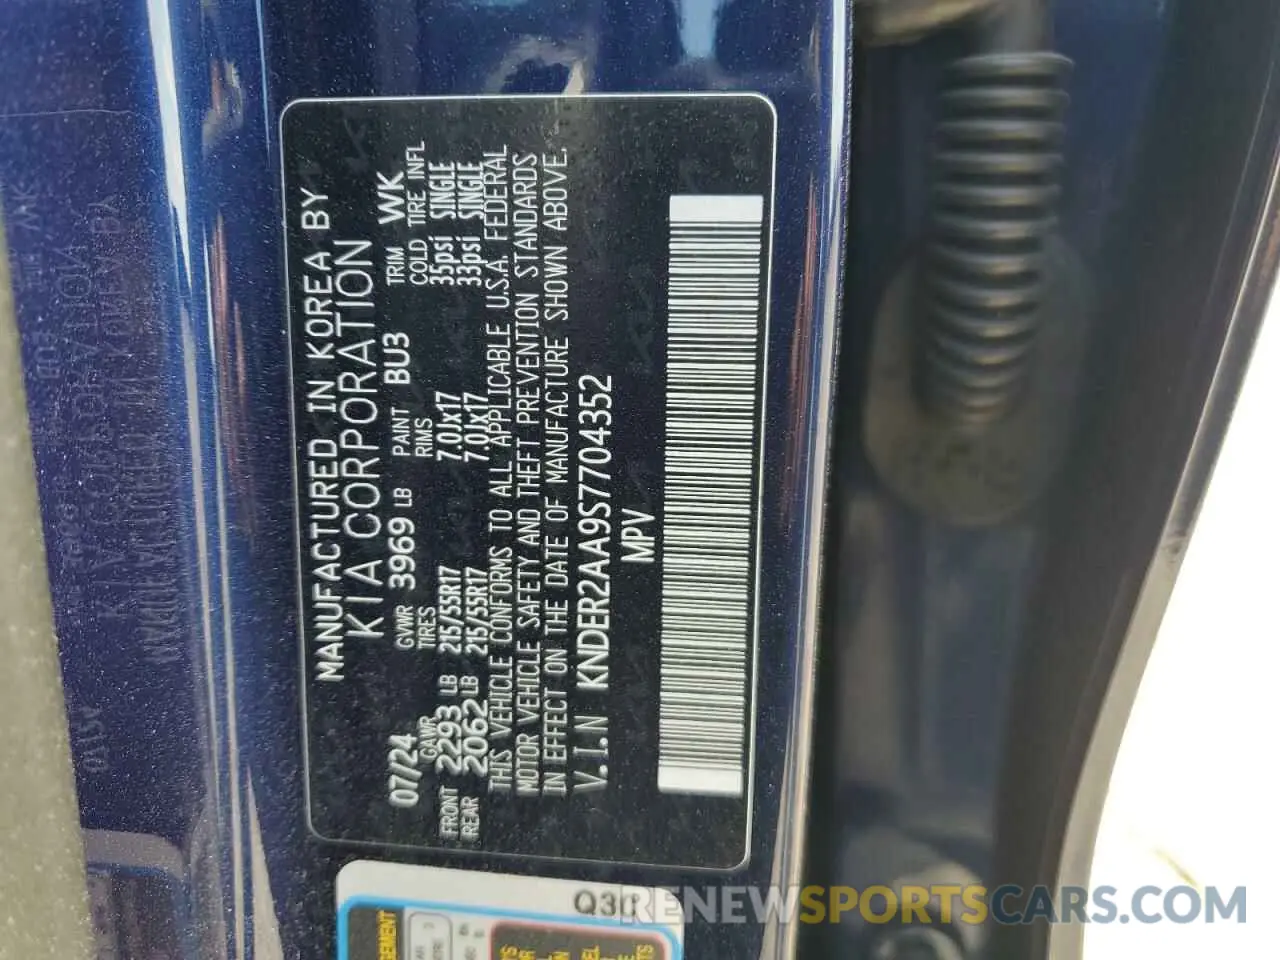 MANUFACTURED IN KOREA BY
KIA CORPORATION
07/24 GVWR 3969 LB PAINT BU3 TRIM WK
GAWR TIRES RIMS COLD TIRE INFL
FRONT 2293 LB 215/55R17 7.0Jx17 35psi SINGLE
REAR 2062 LB 215/55R17 7.0Jx17 33psi SINGLE
THIS VEHICLE CONFORMS TO ALL APPLICABLE U.S.A. FEDERAL
MOTOR VEHICLE SAFETY AND THEFT PREVENTION STANDARDS
IN EFFECT ON THE DATE OF MANUFACTURE SHOWN ABOVE.
V.I.N KNDER2AA9S7704352
MPV
RENEWSPORTSCARS.COM